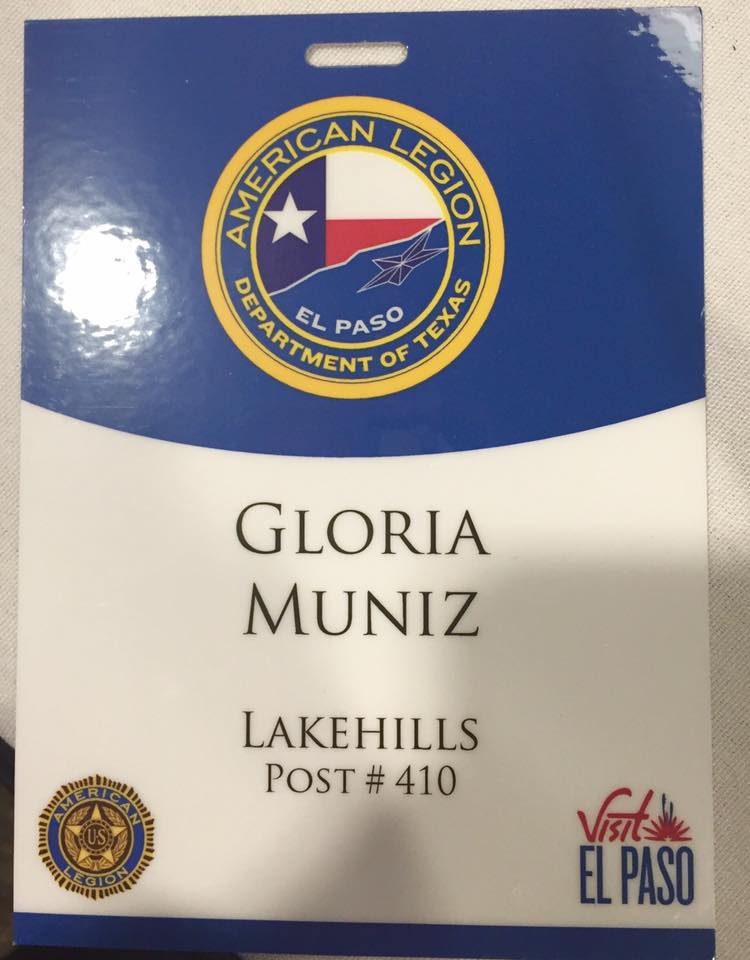 AMERICAN LEGION
EL PASO
DEPARTMENT OF TEXAS
GLORIA
MUNIZ
LAKEHILLS
POST # 410
AMERICAN
U.S.
LEGION
Visit
EL PASO